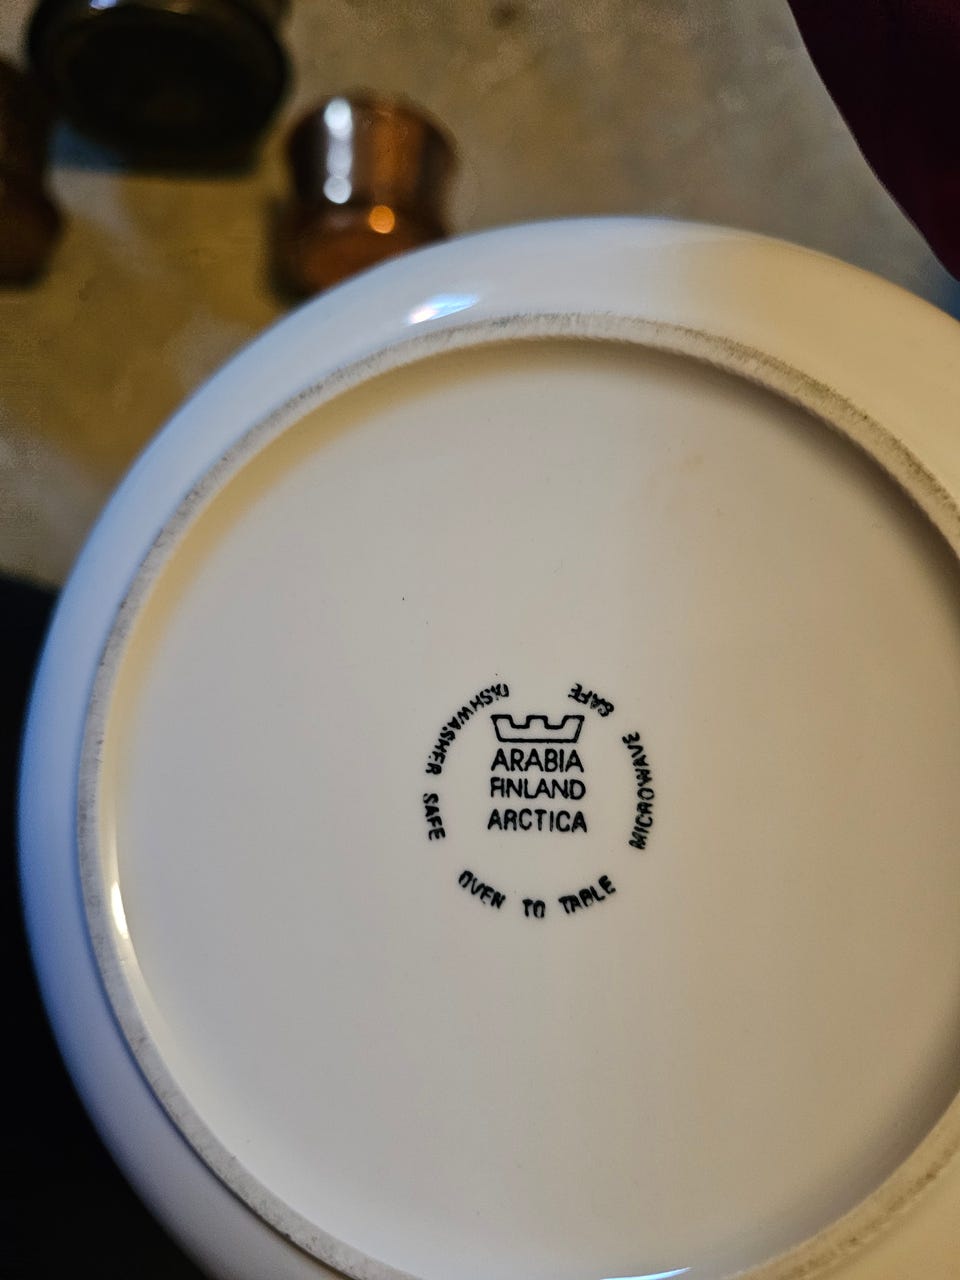 ARABIA
FINLAND
ARCTICA
DISHWASHER SAFE
OVEN TO TABLE
MICROWAVE SAFE